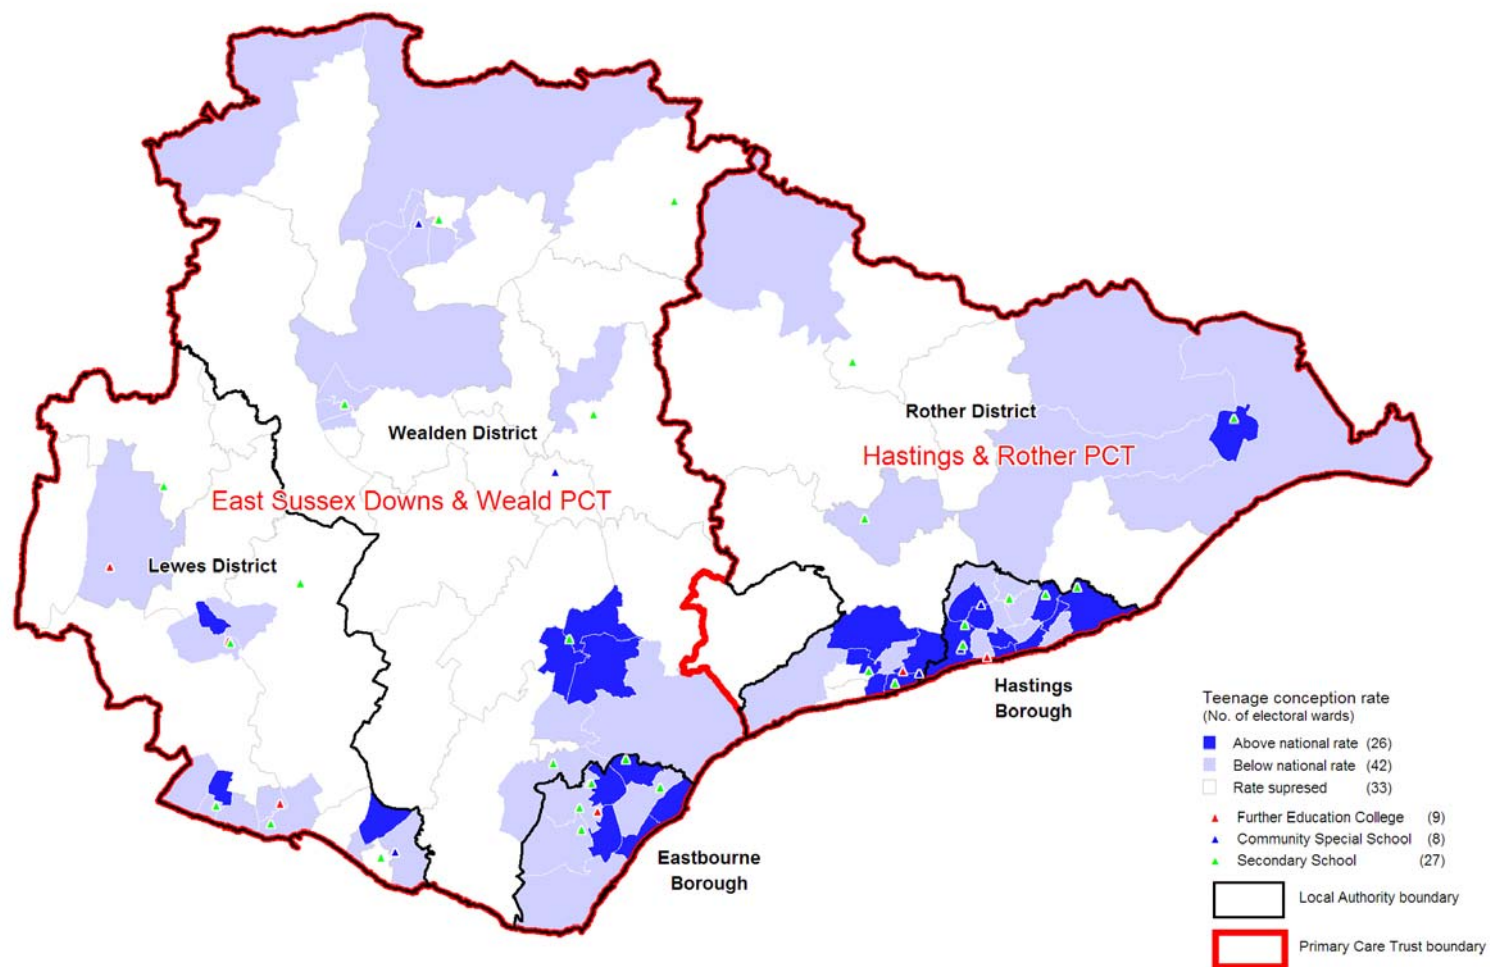 Rother District
Wealden District
Hastings & Rother PCT
East Sussex Downs & Weald PCT
Lewes District
Hastings
Borough
Eastbourne
Borough
Teenage conception rate
(No. of electoral wards)
Above national rate (26)
Below national rate (42)
Rate supresed (33)
Further Education College (9)
Community Special School (8)
Secondary School (27)
Local Authority boundary
Primary Care Trust boundary